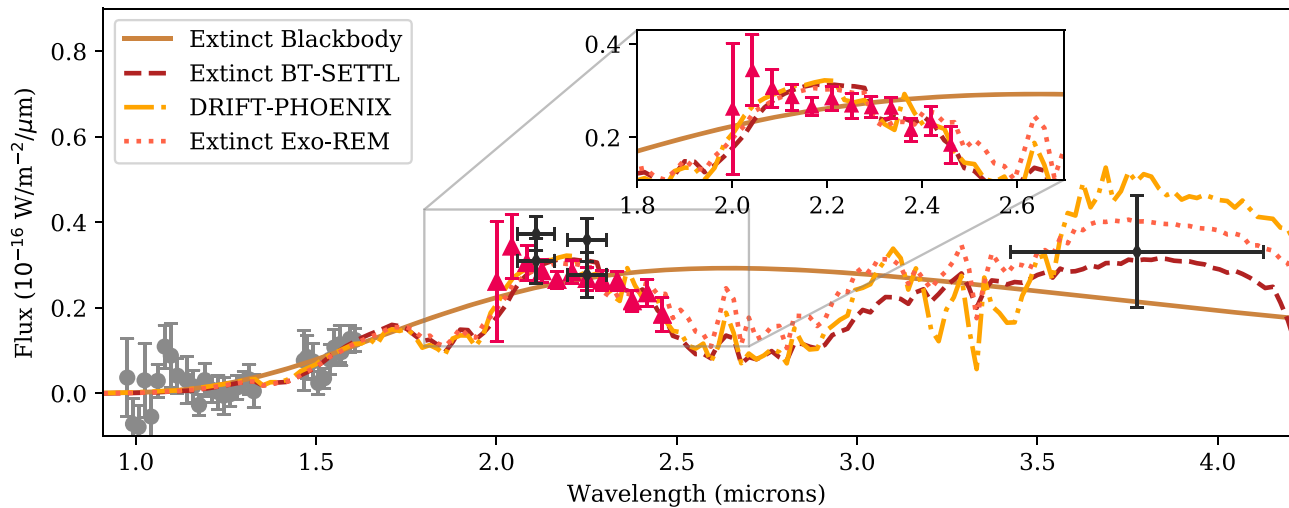 Extinct Blackbody
Extinct BT-SETTL
DRIFT-PHOENIX
Extinct Exo-REM
Flux (10⁻¹⁶ W/m⁻²/μm)
0.8
0.6
0.4
0.2
0.0
0.4
0.2
1.8 2.0 2.2 2.4 2.6
1.0 1.5 2.0 2.5 3.0 3.5 4.0
Wavelength (microns)